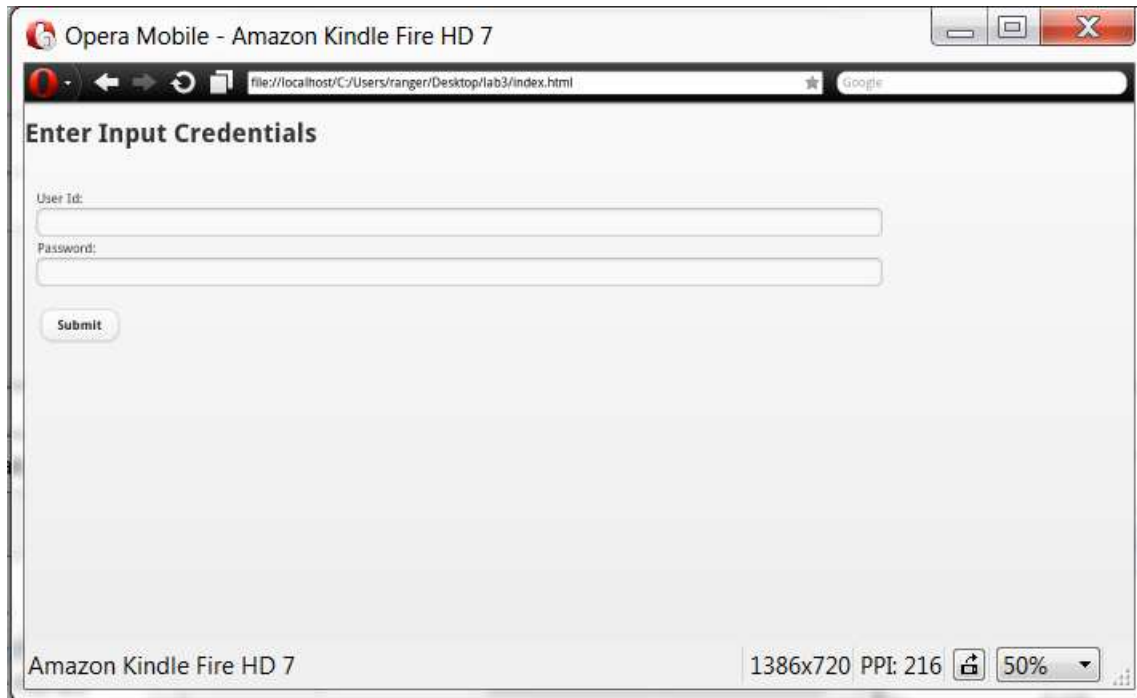 Opera Mobile - Amazon Kindle Fire HD 7
file://localhost/C:/Users/ranger/Desktop/lab3/index.html Google
Enter Input Credentials
User Id:
Password:
Submit
Amazon Kindle Fire HD 7 1386x720 PPI: 216 50%